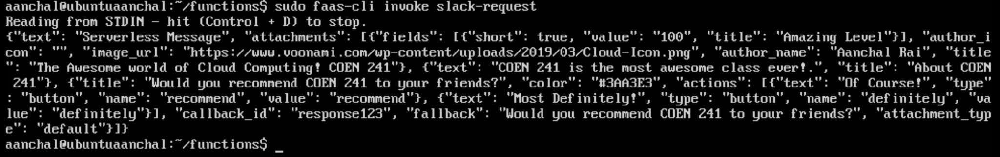 aanchal@ubuntuaanchal:~/functions$ sudo faas-cli invoke slack-request
Reading from STDIN - hit (Control + D) to stop.
{"text": "Serverless Message", "attachments": [{"fields": [{"short": true, "value": "100", "title": "Amazing Level"}], "author_i
con": "", "image_url": "https://www.voonami.com/wp-content/uploads/2019/03/Cloud-Icon.png", "author_name": "Aanchal Rai", "title
": "The Awesome world of Cloud Computing! COEN 241"}, {"text": "COEN 241 is the most awesome class ever!.", "title": "About COEN
 241"}, {"title": "Would you recommend COEN 241 to your friends?", "color": "#3AA3E3", "actions": [{"text": "Of Course!", "type"
: "button", "name": "recommend", "value": "recommend"}, {"text": "Most Definitely!", "type": "button", "name": "definitely", "va
lue": "definitely"}], "callback_id": "response123", "fallback": "Would you recommend COEN 241 to your friends?", "attachment_typ
e": "default"}]}
aanchal@ubuntuaanchal:~/functions$ _